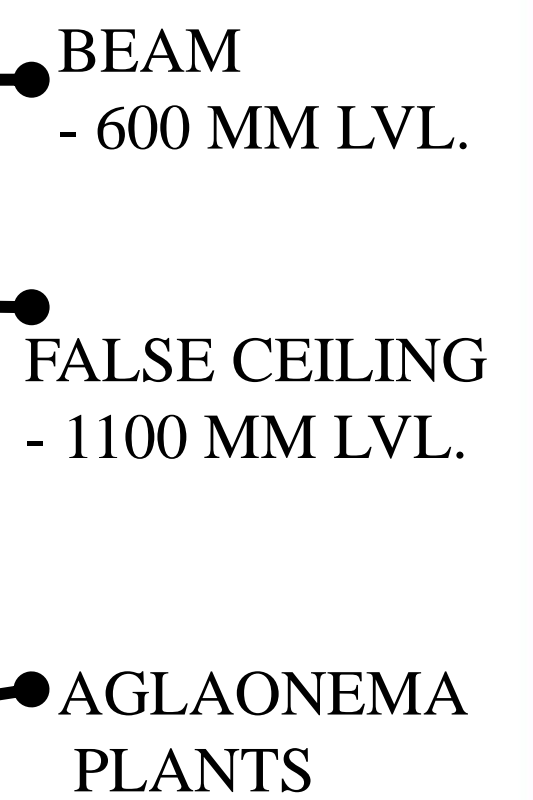 BEAM
- 600 MM LVL.
FALSE CEILING
- 1100 MM LVL.
AGLAONEMA
PLANTS